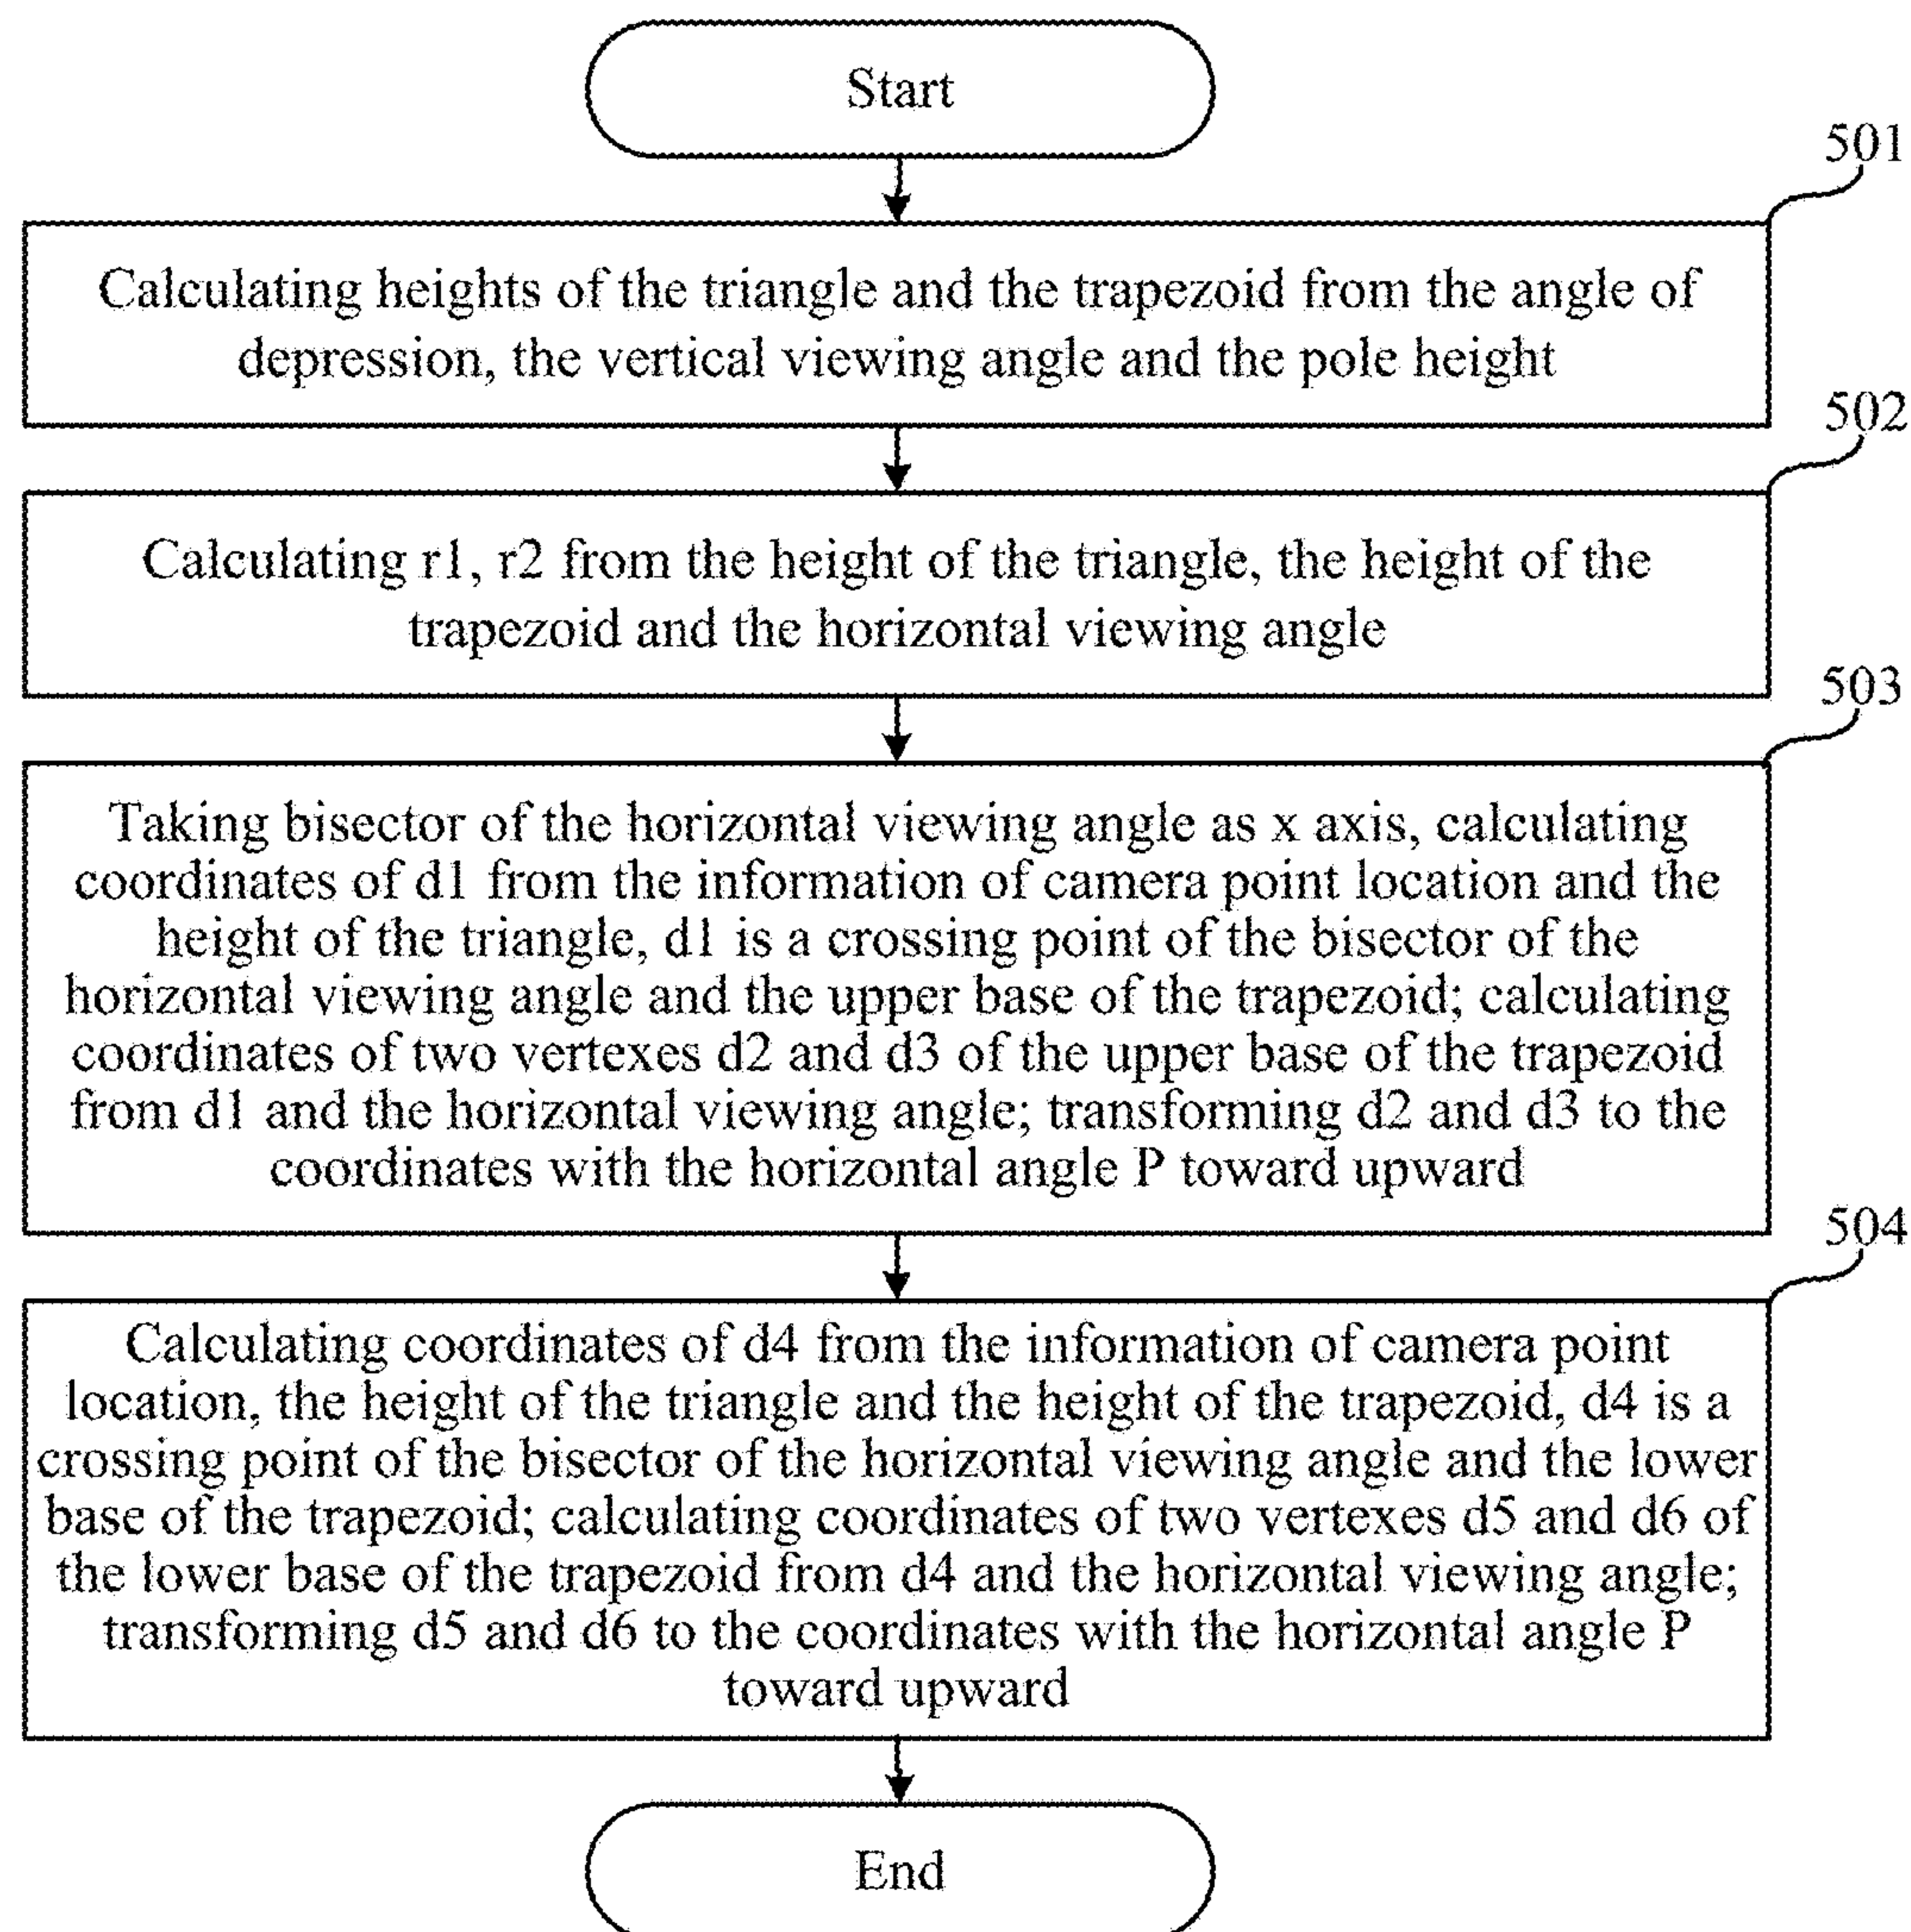 Start
501
Calculating heights of the triangle and the trapezoid from the angle of
depression, the vertical viewing angle and the pole height
502
Calculating r1, r2 from the height of the triangle, the height of the
trapezoid and the horizontal viewing angle
503
Taking bisector of the horizontal viewing angle as x axis, calculating
coordinates of d1 from the information of camera point location and the
height of the triangle, d1 is a crossing point of the bisector of the
horizontal viewing angle and the upper base of the trapezoid; calculating
coordinates of two vertexes d2 and d3 of the upper base of the trapezoid
from d1 and the horizontal viewing angle; transforming d2 and d3 to the
coordinates with the horizontal angle P toward upward
504
Calculating coordinates of d4 from the information of camera point
location, the height of the triangle and the height of the trapezoid, d4 is a
crossing point of the bisector of the horizontal viewing angle and the lower
base of the trapezoid; calculating coordinates of two vertexes d5 and d6 of
the lower base of the trapezoid from d4 and the horizontal viewing angle;
transforming d5 and d6 to the coordinates with the horizontal angle P
toward upward
End